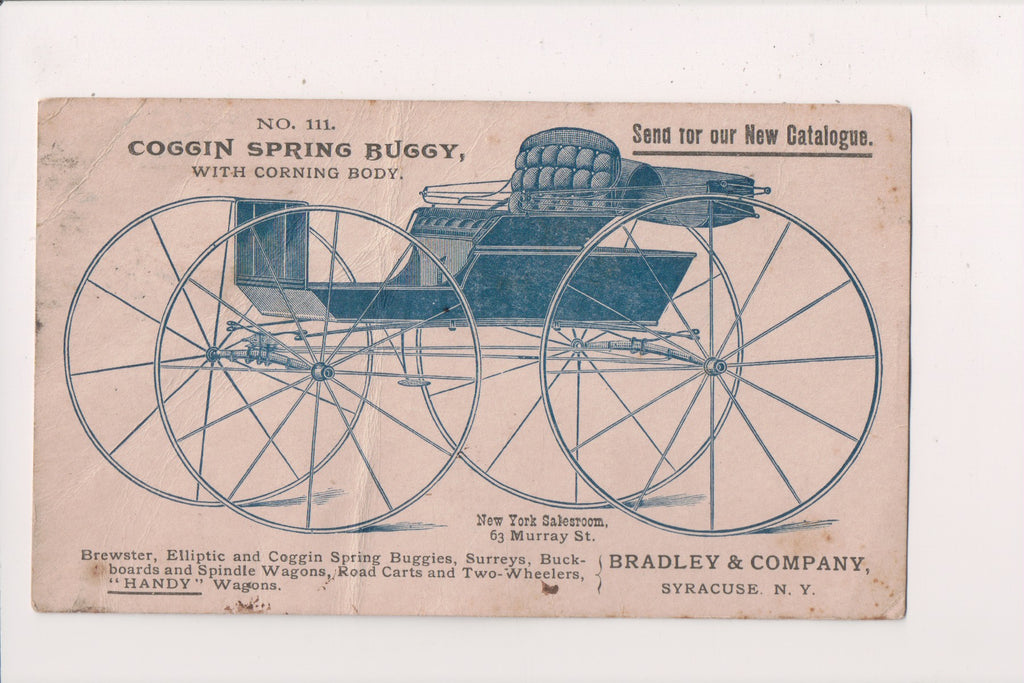 NO. 111.
COGGIN SPRING BUGGY,
WITH CORNING BODY.
Send for our New Catalogue.
New York Salesroom,
63 Murray St.
Brewster, Elliptic and Coggin Spring Buggies, Surreys, Buck-
boards and Spindle Wagons, Road Carts and Two-Wheelers,
"HANDY" Wagons.
BRADLEY & COMPANY,
SYRACUSE. N. Y.